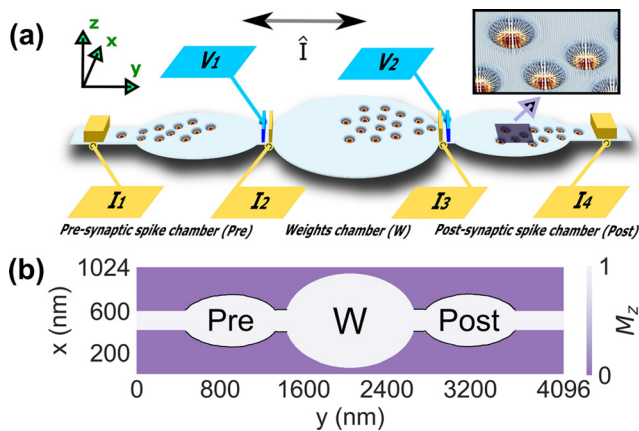 (a)
z
x
y
Î
V1
V2
I1
I2
I3
I4
Pre-synaptic spike chamber (Pre)
Weights chamber (W)
Post-synaptic spike chamber (Post)
(b)
x (nm)
1024
600
200
Pre
W
Post
1
0
Mz
0
800
1600
2400
3200
4096
y (nm)